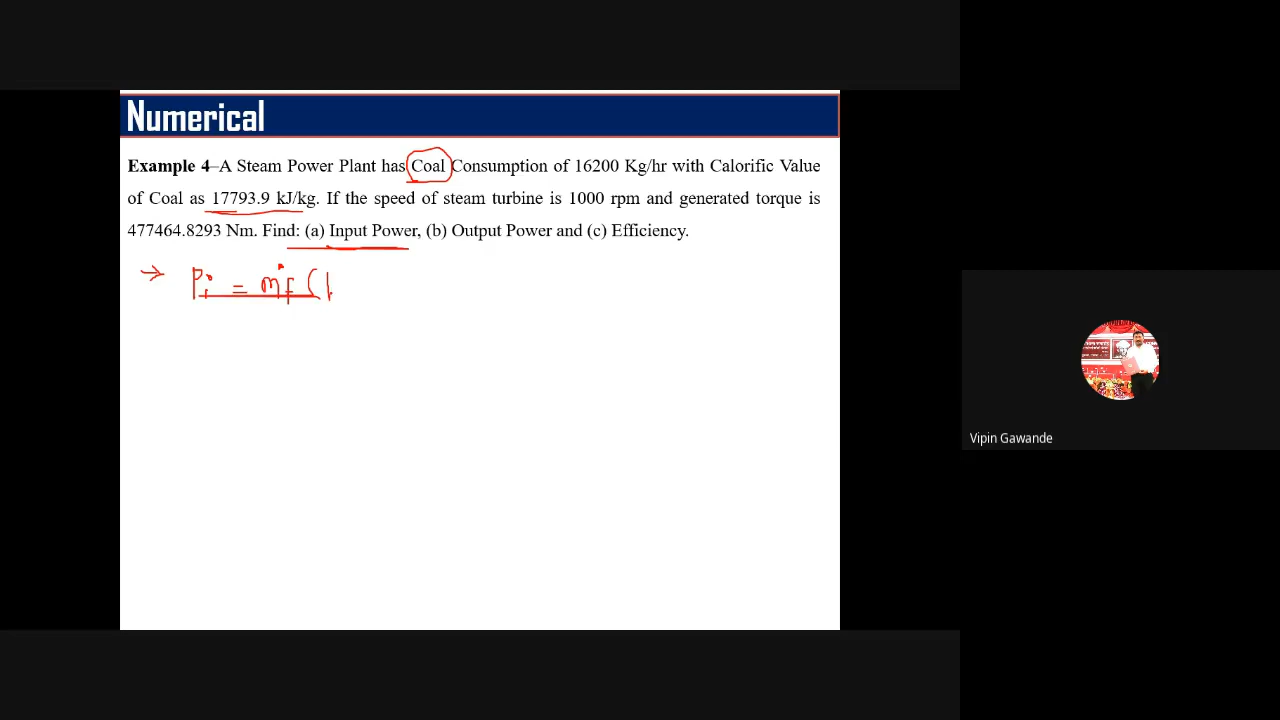 Numerical
Example 4–A Steam Power Plant has Coal Consumption of 16200 Kg/hr with Calorific Value
of Coal as 17793.9 kJ/kg. If the speed of steam turbine is 1000 rpm and generated torque is
477464.8293 Nm. Find: (a) Input Power, (b) Output Power and (c) Efficiency.
→ Pi = ṁf
Vipin Gawande